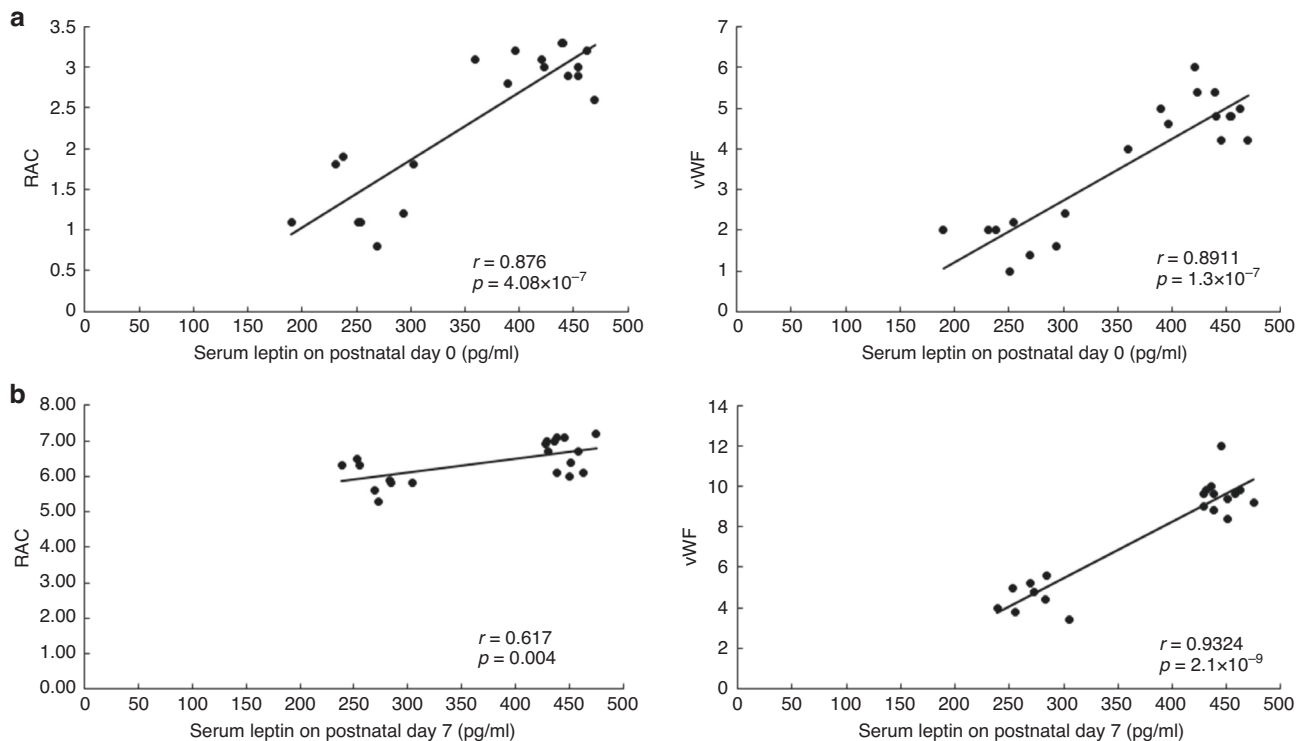 a
3.5
3
2.5
2
1.5
1
0.5
0
RAC
0 50 100 150 200 250 300 350 400 450 500
Serum leptin on postnatal day 0 (pg/ml)
r = 0.876
p = 4.08×10⁻⁷
7
6
5
4
3
2
1
0
vWF
0 50 100 150 200 250 300 350 400 450 500
Serum leptin on postnatal day 0 (pg/ml)
r = 0.8911
p = 1.3×10⁻⁷
b
8.00
7.00
6.00
5.00
4.00
3.00
2.00
1.00
0.00
RAC
0 50 100 150 200 250 300 350 400 450 500
Serum leptin on postnatal day 7 (pg/ml)
r = 0.617
p = 0.004
14
12
10
8
6
4
2
0
vWF
0 50 100 150 200 250 300 350 400 450 500
Serum leptin on postnatal day 7 (pg/ml)
r = 0.9324
p = 2.1×10⁻⁹